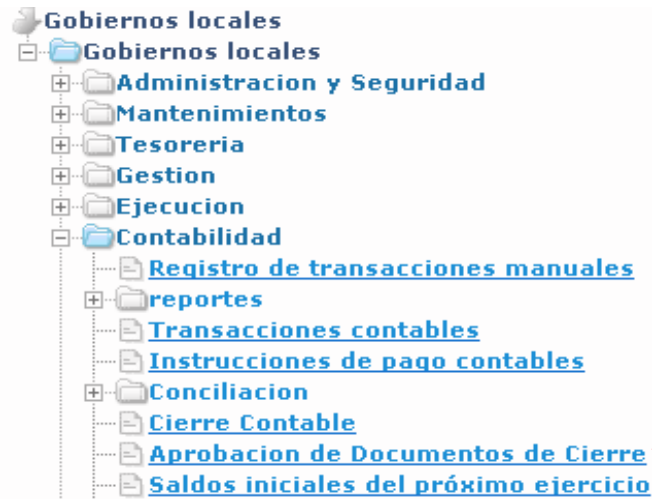 Gobiernos locales
Gobiernos locales
Administracion y Seguridad
Mantenimientos
Tesoreria
Gestion
Ejecucion
Contabilidad
Registro de transacciones manuales
reportes
Transacciones contables
Instrucciones de pago contables
Conciliacion
Cierre Contable
Aprobacion de Documentos de Cierre
Saldos iniciales del próximo ejercicio